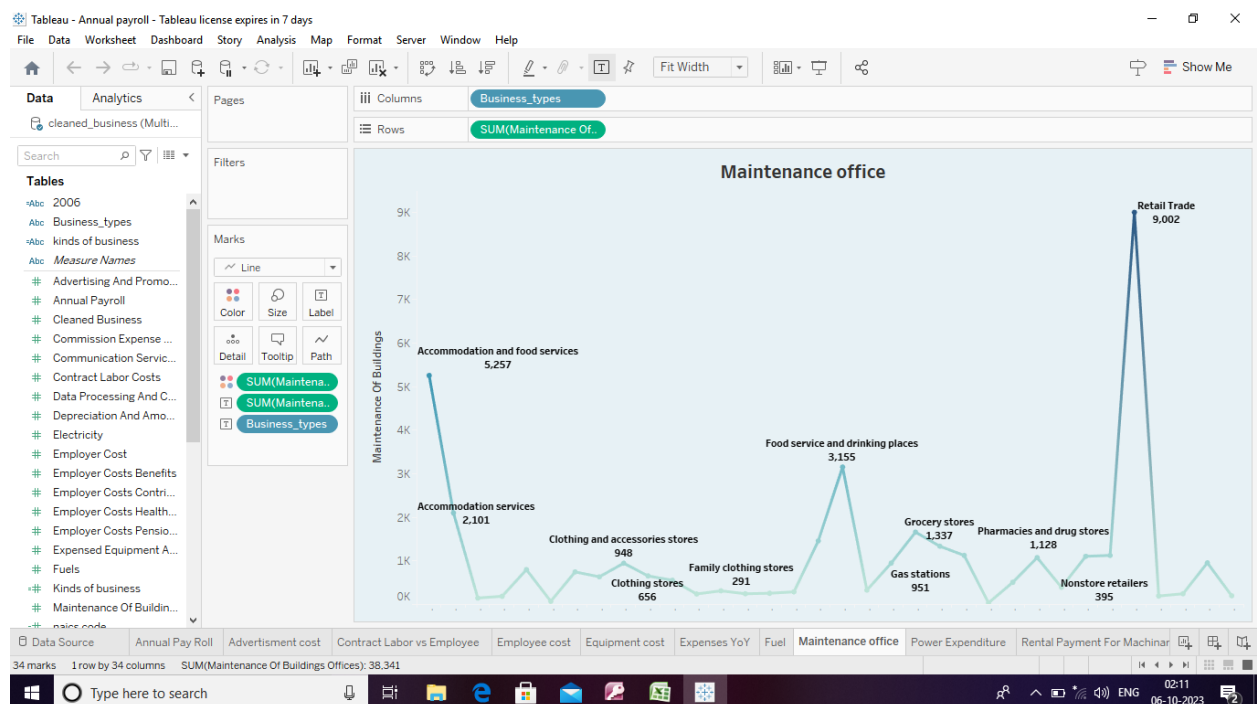 Tableau - Annual payroll - Tableau license expires in 7 days
File Data Worksheet Dashboard Story Analysis Map Format Server Window Help
Fit Width
Show Me
Data Analytics
cleaned_business (Multi...
Search
Tables
=Abc 2006
Abc Business_types
=Abc kinds of business
Abc Measure Names
# Advertising And Promo...
# Annual Payroll
# Cleaned Business
# Commission Expense ...
# Communication Servic...
# Contract Labor Costs
# Data Processing And C...
# Depreciation And Amo...
# Electricity
# Employer Cost
# Employer Costs Benefits
# Employer Costs Contri...
# Employer Costs Health...
# Employer Costs Pensio...
# Expensed Equipment A...
# Fuels
=# Kinds of business
# Maintenance Of Buildin...
=# naics code
Pages
Filters
Marks
Line
Color Size Label
Detail Tooltip Path
SUM(Maintena..
SUM(Maintena..
Business_types
Columns Business_types
Rows SUM(Maintenance Of..
Maintenance office
Maintenance Of Buildings
9K
8K
7K
6K
5K
4K
3K
2K
1K
0K
Retail Trade
9,002
Accommodation and food services
5,257
Food service and drinking places
3,155
Accommodation services
2,101
Clothing and accessories stores
948
Clothing stores
656
Family clothing stores
291
Grocery stores
1,337
Gas stations
951
Pharmacies and drug stores
1,128
Nonstore retailers
395
Data Source Annual Pay Roll Advertisment cost Contract Labor vs Employee Employee cost Equipment cost Expenses YoY Fuel Maintenance office Power Expenditure Rental Payment For Machinar
34 marks 1 row by 34 columns SUM(Maintenance Of Buildings Offices): 38,341
Type here to search
ENG
02:11
06-10-2023
2